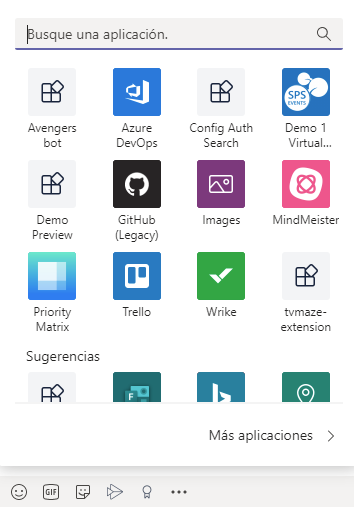 Busque una aplicación.
SPS
EVENTS
Avengers bot
Azure DevOps
Config Auth Search
Demo 1 Virtual...
Demo Preview
GitHub (Legacy)
Images
MindMeister
Priority Matrix
Trello
Wrike
tvmaze-extension
Sugerencias
Más aplicaciones
GIF